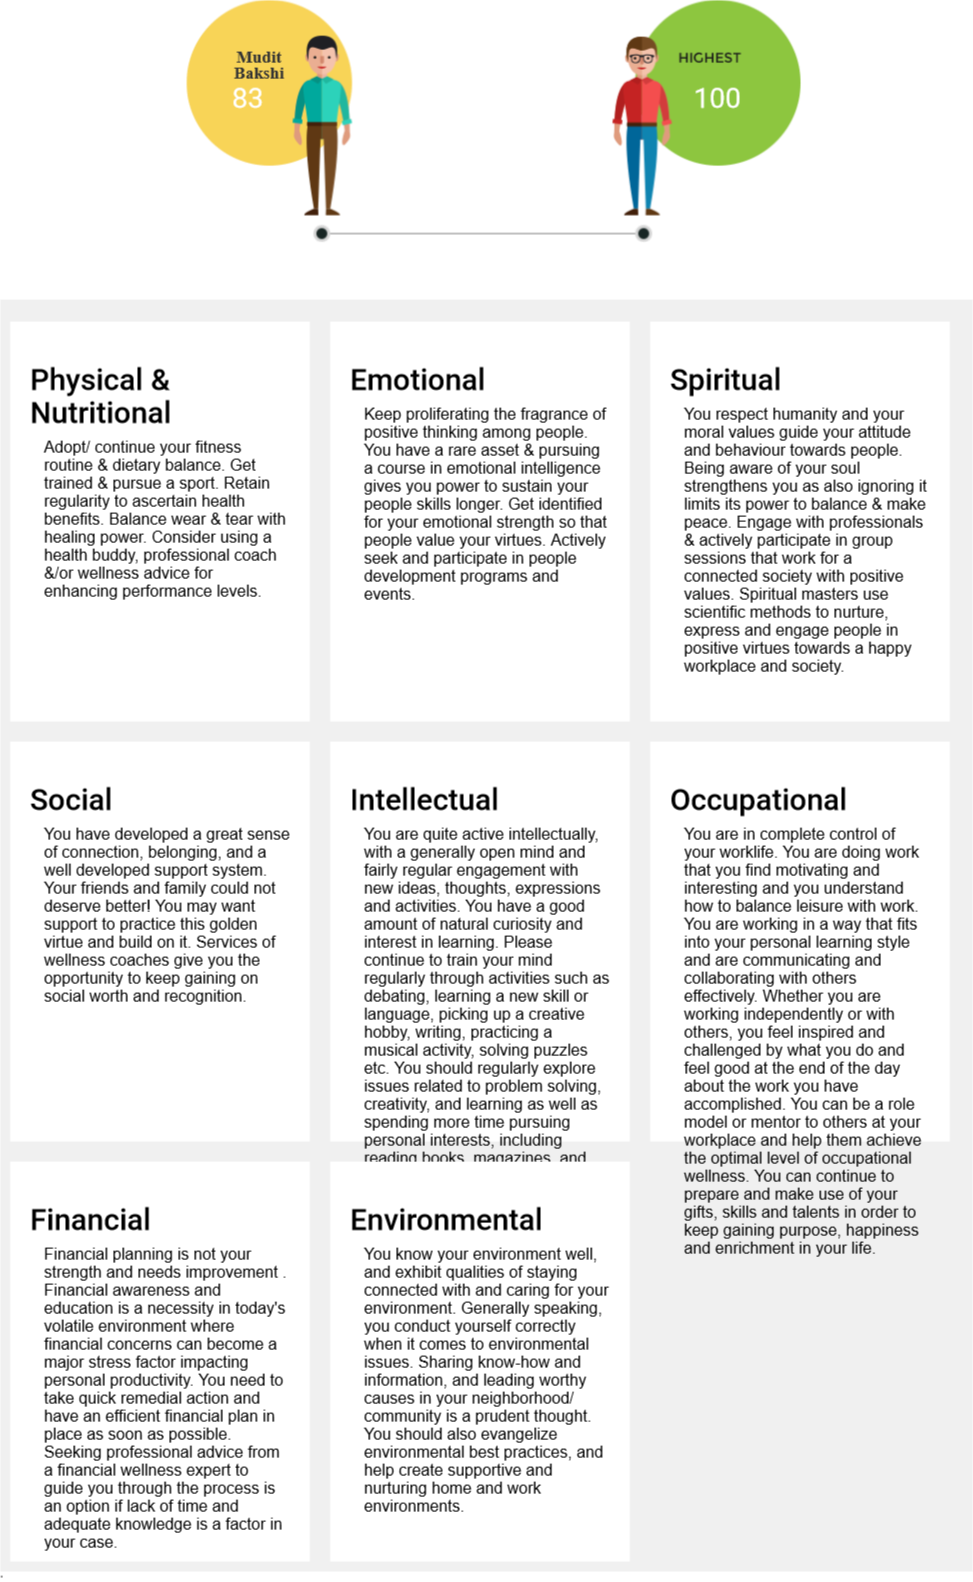 Mudit
Bakshi
83
HIGHEST
100
Physical &
Nutritional
Adopt/ continue your fitness
routine & dietary balance. Get
trained & pursue a sport. Retain
regularity to ascertain health
benefits. Balance wear & tear with
healing power. Consider using a
health buddy, professional coach
&/or wellness advice for
enhancing performance levels.
Emotional
Keep proliferating the fragrance of
positive thinking among people.
You have a rare asset & pursuing
a course in emotional intelligence
gives you power to sustain your
people skills longer. Get identified
for your emotional strength so that
people value your virtues. Actively
seek and participate in people
development programs and
events.
Spiritual
You respect humanity and your
moral values guide your attitude
and behaviour towards people.
Being aware of your soul
strengthens you as also ignoring it
limits its power to balance & make
peace. Engage with professionals
& actively participate in group
sessions that work for a
connected society with positive
values. Spiritual masters use
scientific methods to nurture,
express and engage people in
positive virtues towards a happy
workplace and society.
Social
You have developed a great sense
of connection, belonging, and a
well developed support system.
Your friends and family could not
deserve better! You may want
support to practice this golden
virtue and build on it. Services of
wellness coaches give you the
opportunity to keep gaining on
social worth and recognition.
Intellectual
You are quite active intellectually,
with a generally open mind and
fairly regular engagement with
new ideas, thoughts, expressions
and activities. You have a good
amount of natural curiosity and
interest in learning. Please
continue to train your mind
regularly through activities such as
debating, learning a new skill or
language, picking up a creative
hobby, writing, practicing a
musical activity, solving puzzles
etc. You should regularly explore
issues related to problem solving,
creativity, and learning as well as
spending more time pursuing
personal interests, including
reading books, magazines, and
Occupational
You are in complete control of
your worklife. You are doing work
that you find motivating and
interesting and you understand
how to balance leisure with work.
You are working in a way that fits
into your personal learning style
and are communicating and
collaborating with others
effectively. Whether you are
working independently or with
others, you feel inspired and
challenged by what you do and
feel good at the end of the day
about the work you have
accomplished. You can be a role
model or mentor to others at your
workplace and help them achieve
the optimal level of occupational
wellness. You can continue to
prepare and make use of your
gifts, skills and talents in order to
keep gaining purpose, happiness
and enrichment in your life.
Financial
Financial planning is not your
strength and needs improvement .
Financial awareness and
education is a necessity in today's
volatile environment where
financial concerns can become a
major stress factor impacting
personal productivity. You need to
take quick remedial action and
have an efficient financial plan in
place as soon as possible.
Seeking professional advice from
a financial wellness expert to
guide you through the process is
an option if lack of time and
adequate knowledge is a factor in
your case.
Environmental
You know your environment well,
and exhibit qualities of staying
connected with and caring for your
environment. Generally speaking,
you conduct yourself correctly
when it comes to environmental
issues. Sharing know-how and
information, and leading worthy
causes in your neighborhood/
community is a prudent thought.
You should also evangelize
environmental best practices, and
help create supportive and
nurturing home and work
environments.